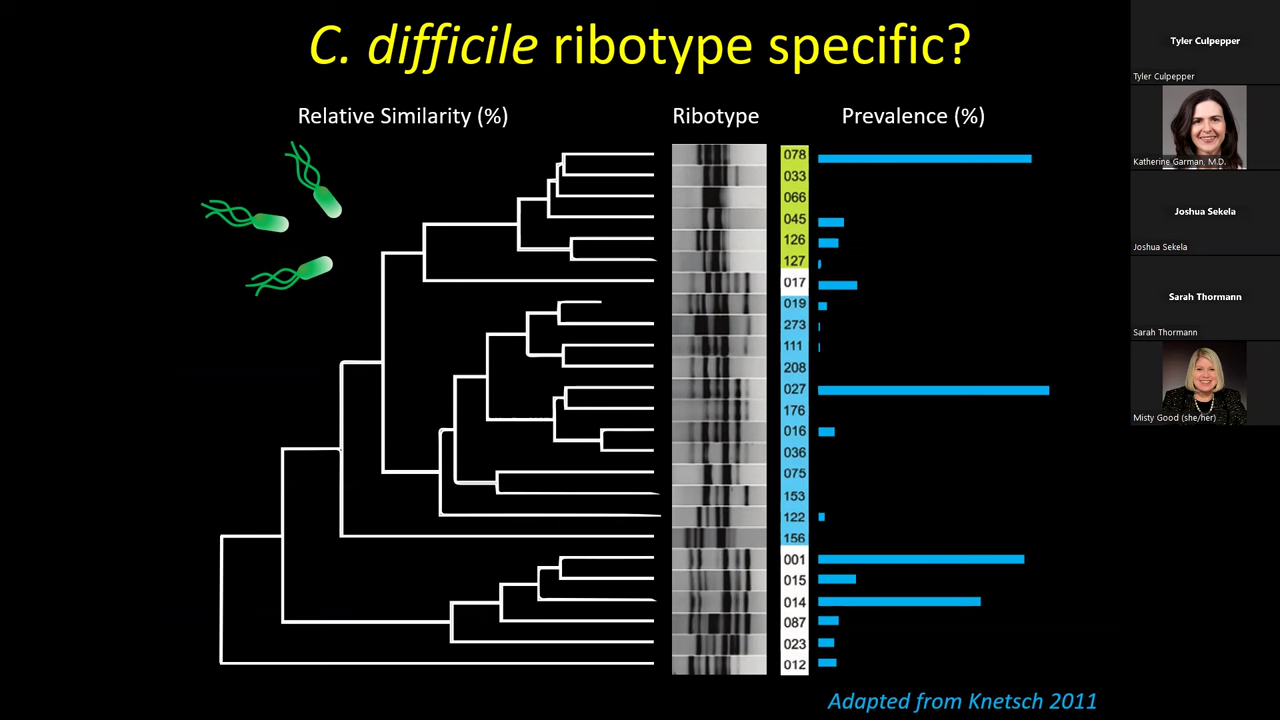 C. difficile ribotype specific?
Relative Similarity (%)
Ribotype
Prevalence (%)
078
033
066
045
126
127
017
019
273
111
208
027
176
016
036
075
153
122
156
001
015
014
087
023
012
Adapted from Knetsch 2011
Tyler Culpepper
Tyler Culpepper
Katherine Garman, M.D.
Joshua Sekela
Joshua Sekela
Sarah Thormann
Sarah Thormann
Misty Good (she/her)